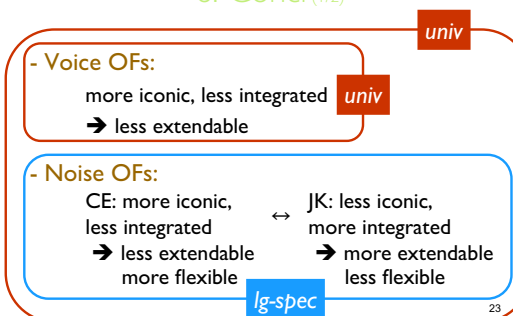 univ
- Voice OFs:
more iconic, less integrated univ
➔ less extendable
- Noise OFs:
CE: more iconic, ↔ JK: less iconic,
less integrated more integrated
➔ less extendable ➔ more extendable
more flexible less flexible
lg-spec
23